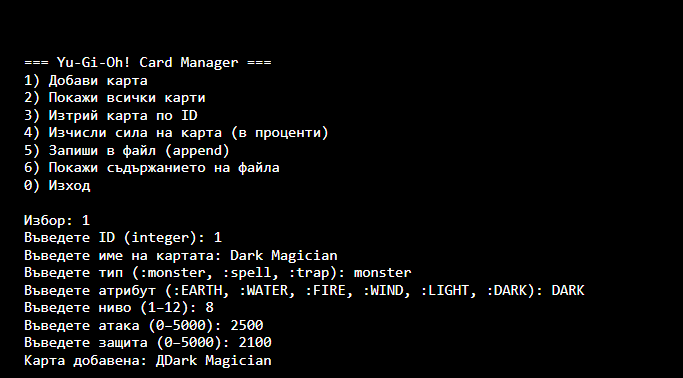 === Yu-Gi-Oh! Card Manager ===
1) Добави карта
2) Покажи всички карти
3) Изтрий карта по ID
4) Изчисли сила на карта (в проценти)
5) Запиши в файл (append)
6) Покажи съдържанието на файла
0) Изход
Избор: 1
Въведете ID (integer): 1
Въведете име на картата: Dark Magician
Въведете тип (:monster, :spell, :trap): monster
Въведете атрибут (:EARTH, :WATER, :FIRE, :WIND, :LIGHT, :DARK): DARK
Въведете ниво (1–12): 8
Въведете атака (0–5000): 2500
Въведете защита (0–5000): 2100
Карта добавена: ДDark Magician